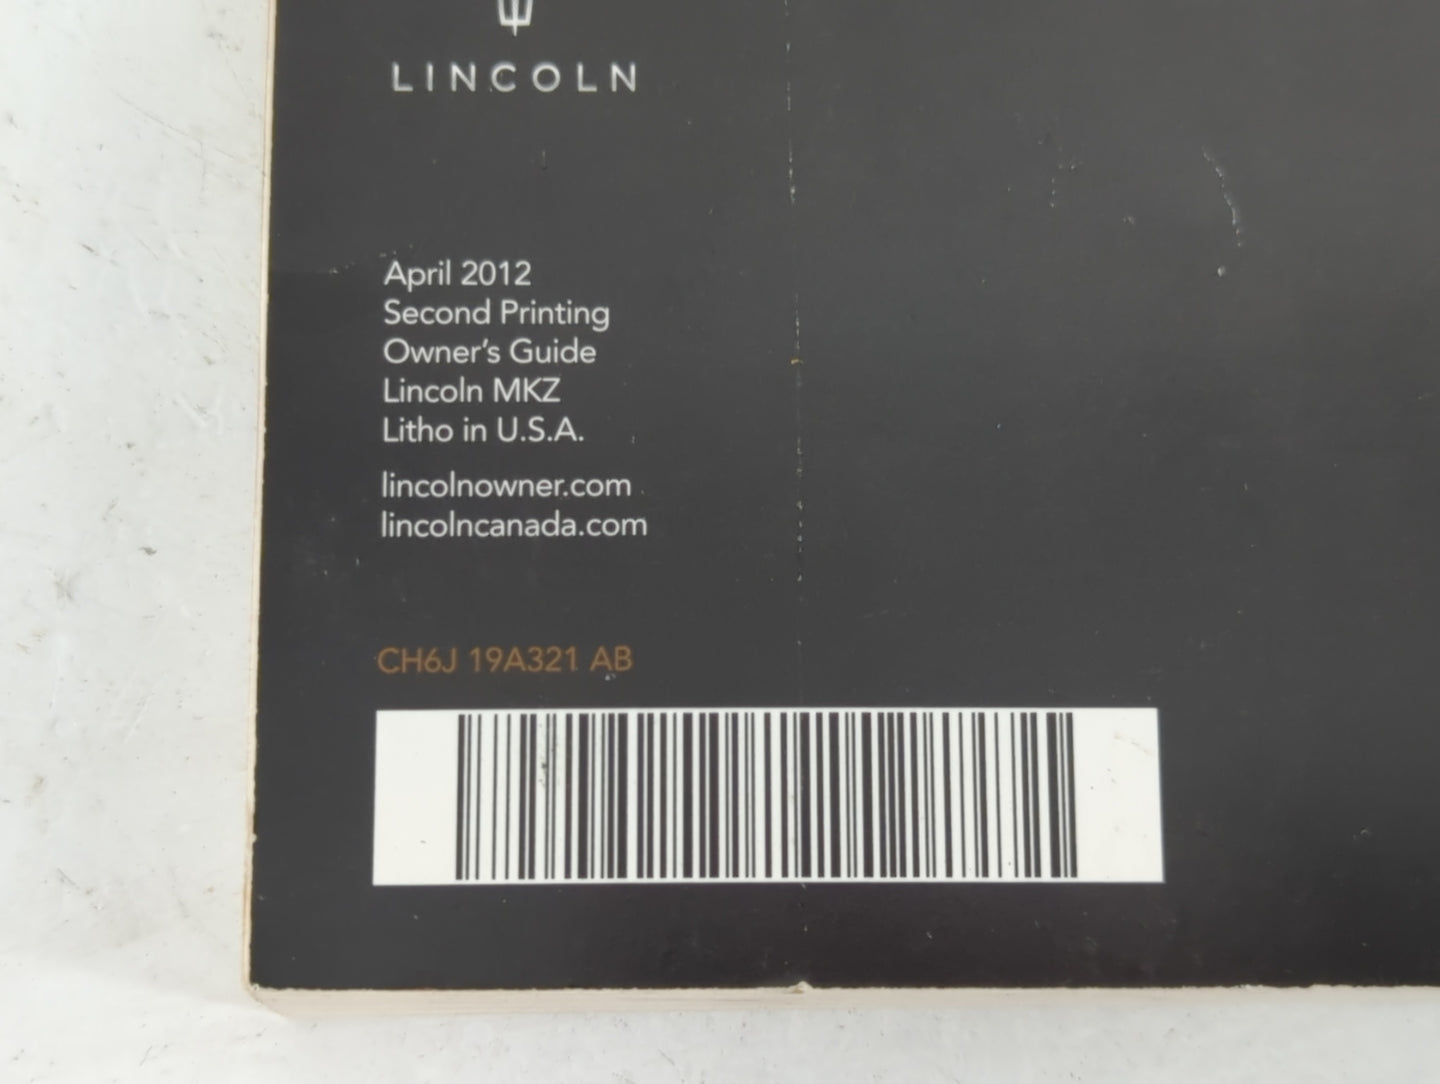 LINCOLN
April 2012
Second Printing
Owner's Guide
Lincoln MKZ
Litho in U.S.A.
lincolnowner.com
lincolncanada.com
CH6J 19A321 AB